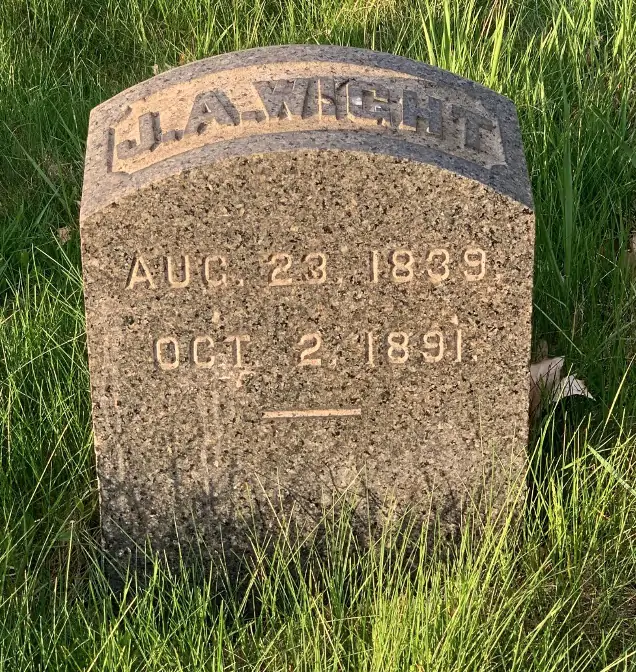 J.A.WIGHT
AUG. 23, 1839.
OCT. 2, 1891.